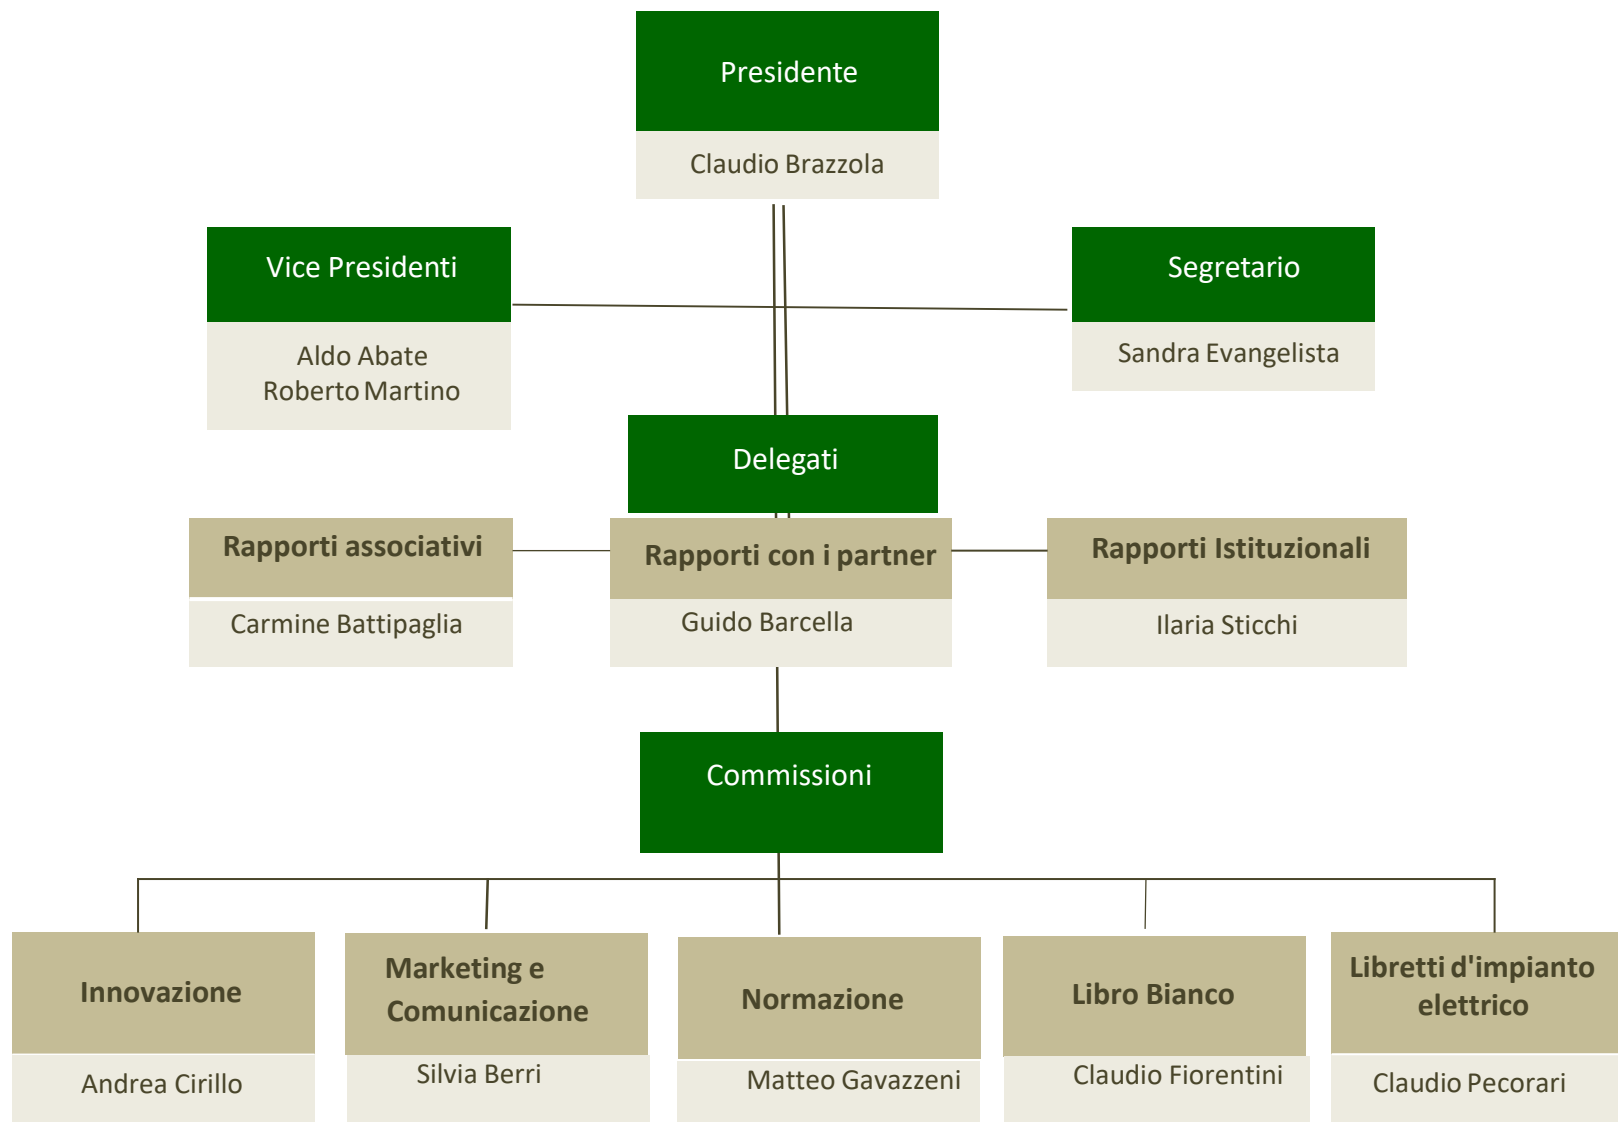 Presidente
Claudio Brazzola
Vice Presidenti
Aldo Abate
Roberto Martino
Segretario
Sandra Evangelista
Delegati
Rapporti associativi
Carmine Battipaglia
Rapporti con i partner
Guido Barcella
Rapporti Istituzionali
Ilaria Sticchi
Commissioni
Innovazione
Andrea Cirillo
Marketing e
Comunicazione
Silvia Berri
Normazione
Matteo Gavazzeni
Libro Bianco
Claudio Fiorentini
Libretti d'impianto
elettrico
Claudio Pecorari